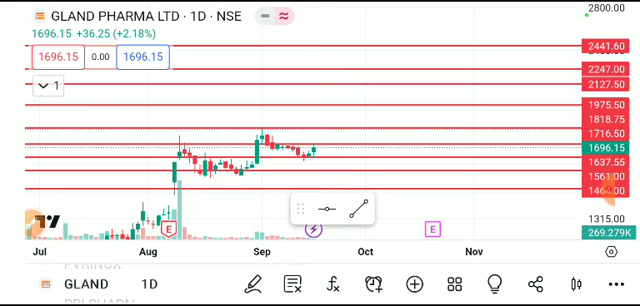 2800.00
GLAND PHARMA LTD · 1D · NSE
1696.15 +36.25 (+2.18%)
1696.15 0.00 1696.15
1
2441.60
2247.00
2127.50
1975.50
1818.75
1716.50
1696.15
1637.55
1561.00
1464.00
1315.00
269.279K
E
E
Jul Aug Sep Oct Nov
GLAND 1D